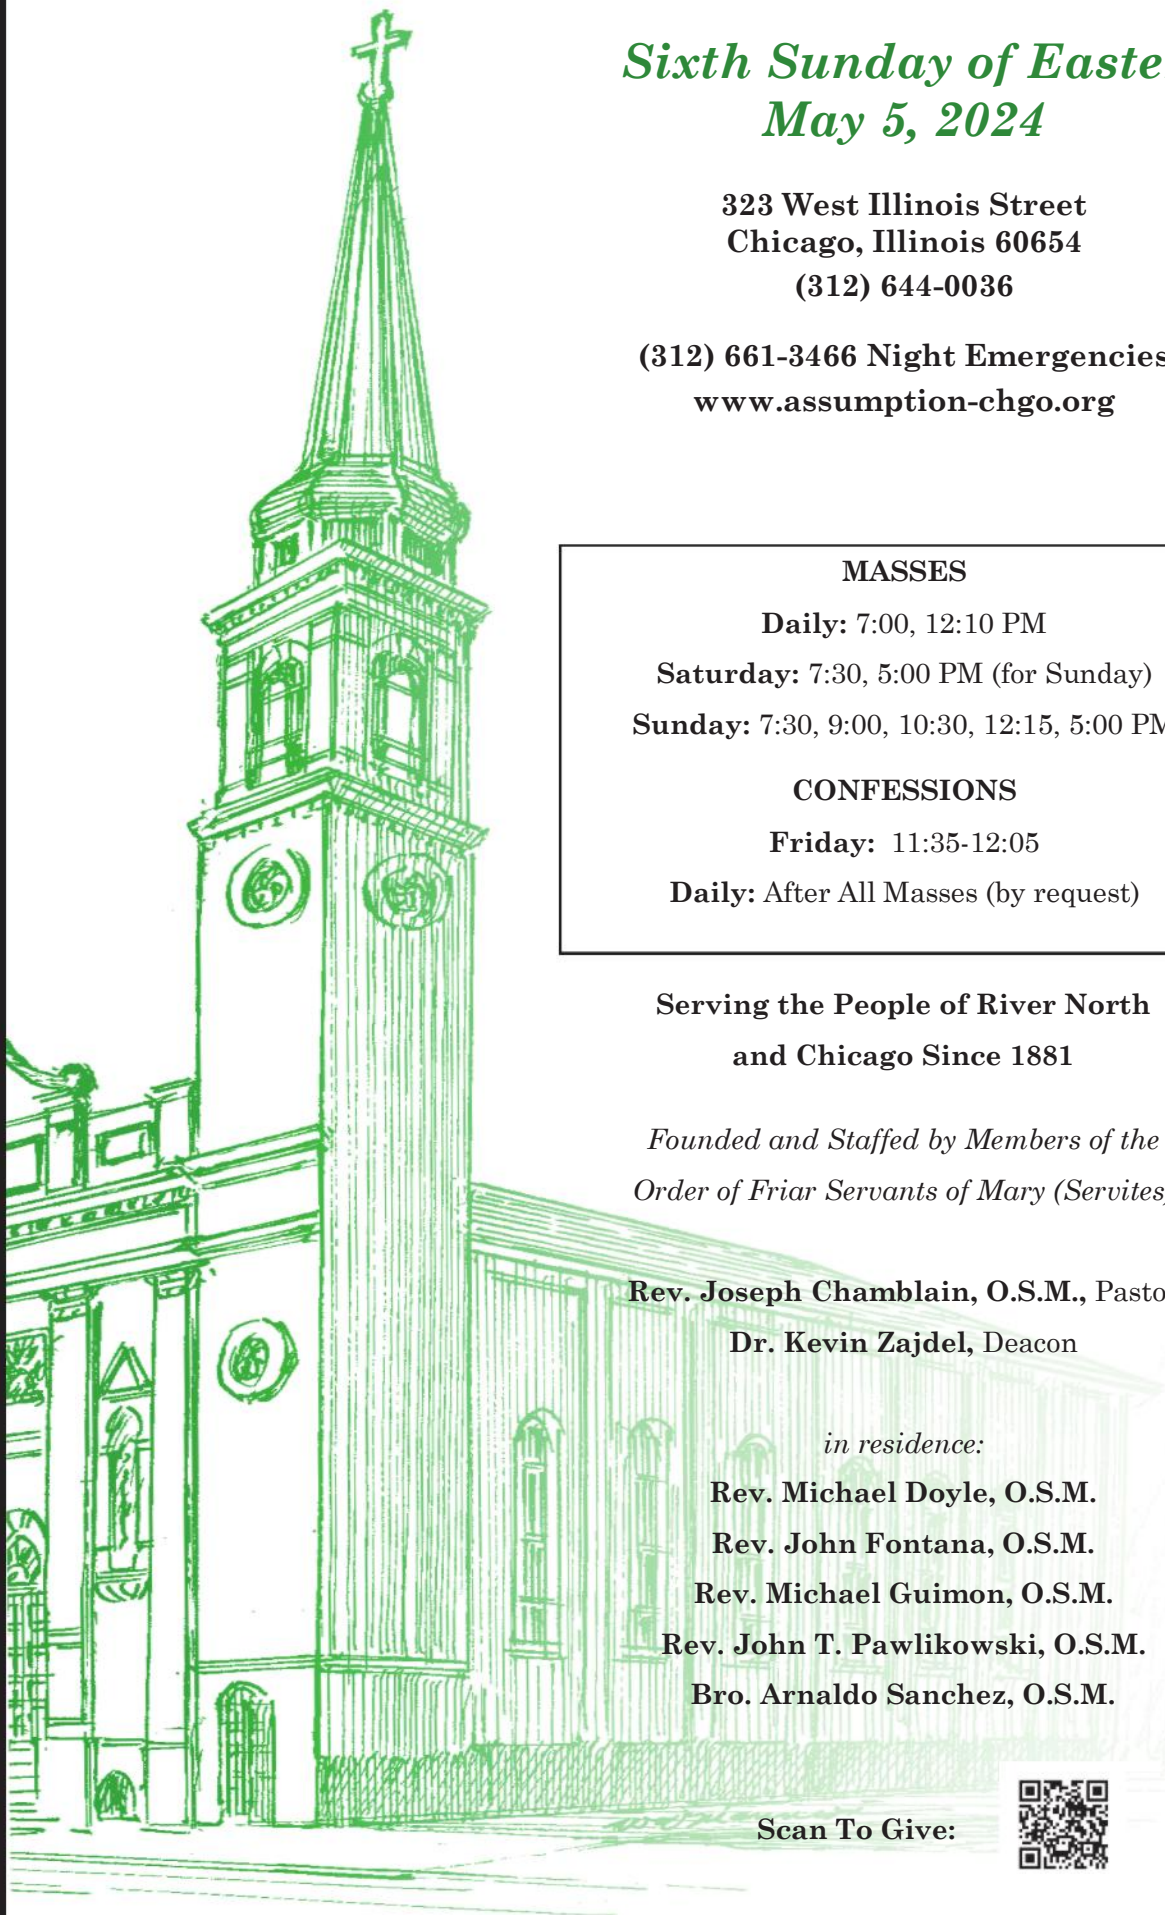 Sixth Sunday of Easte
May 5, 2024
323 West Illinois Street
Chicago, Illinois 60654
(312) 644-0036
(312) 661-3466 Night Emergencies
www.assumption-chgo.org
MASSES
Daily: 7:00, 12:10 PM
Saturday: 7:30, 5:00 PM (for Sunday)
Sunday: 7:30, 9:00, 10:30, 12:15, 5:00 PM
CONFESSIONS
Friday: 11:35-12:05
Daily: After All Masses (by request)
Serving the People of River North
and Chicago Since 1881
Founded and Staffed by Members of the
Order of Friar Servants of Mary (Servites)
Rev. Joseph Chamblain, O.S.M., Pasto
Dr. Kevin Zajdel, Deacon
in residence:
Rev. Michael Doyle, O.S.M.
Rev. John Fontana, O.S.M.
Rev. Michael Guimon, O.S.M.
Rev. John T. Pawlikowski, O.S.M.
Bro. Arnaldo Sanchez, O.S.M.
Scan To Give: